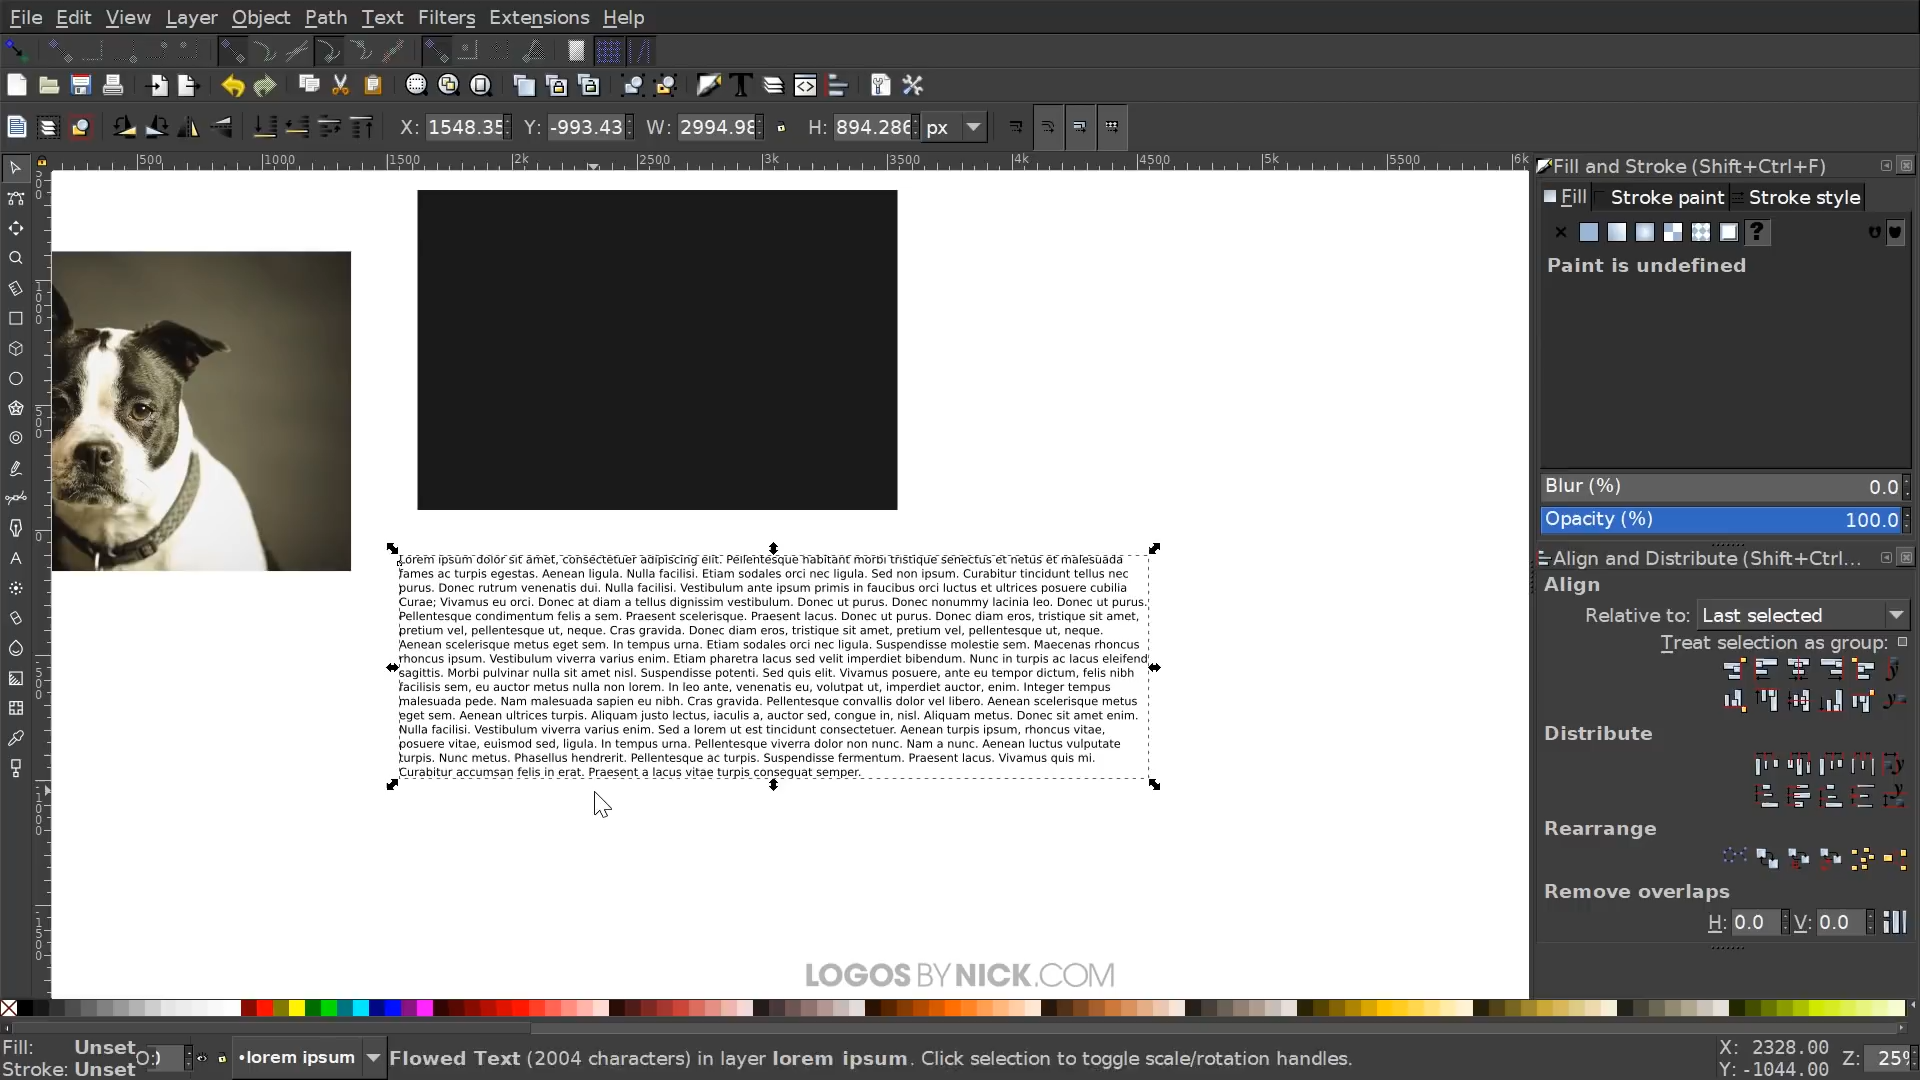 File Edit View Layer Object Path Text Filters Extensions Help
X: 1548.35 Y: -993.43 W: 2994.98 H: 894.286 px
500 1000 1500 2k 2500 3k 3500 4k 4500 5k 5500 6k
Fill and Stroke (Shift+Ctrl+F)
Fill Stroke paint Stroke style
?
Paint is undefined
Blur (%) 0.0
Opacity (%) 100.0
Align and Distribute (Shift+Ctrl...
Align
Relative to: Last selected
Treat selection as group:
Distribute
Rearrange
Remove overlaps
H: 0.0 V: 0.0
Lorem ipsum dolor sit amet, consectetuer adipiscing elit. Pellentesque habitant morbi tristique senectus et netus et malesuada
fames ac turpis egestas. Aenean ligula. Nulla facilisi. Etiam sodales orci nec ligula. Sed non ipsum. Curabitur tincidunt tellus nec
purus. Donec rutrum venenatis dui. Nulla facilisi. Vestibulum ante ipsum primis in faucibus orci luctus et ultrices posuere cubilia
Curae; Vivamus eu orci. Donec at diam a tellus dignissim vestibulum. Donec ut purus. Donec nonummy lacinia leo. Donec ut purus.
Pellentesque condimentum felis a sem. Praesent scelerisque. Praesent lacus. Donec ut purus. Donec diam eros, tristique sit amet,
pretium vel, pellentesque ut, neque. Cras gravida. Donec diam eros, tristique sit amet, pretium vel, pellentesque ut, neque.
Aenean scelerisque metus eget sem. In tempus urna. Etiam sodales orci nec ligula. Suspendisse molestie sem. Maecenas rhoncus
rhoncus ipsum. Vestibulum viverra varius enim. Etiam pharetra lacus sed velit imperdiet bibendum. Nunc in turpis ac lacus eleifend
sagittis. Morbi pulvinar nulla sit amet nisl. Suspendisse potenti. Sed quis elit. Vivamus posuere, ante eu tempor dictum, felis nibh
facilisis sem, eu auctor metus nulla non lorem. In leo ante, venenatis eu, volutpat ut, imperdiet auctor, enim. Integer tempus
malesuada pede. Nam malesuada sapien eu nibh. Cras gravida. Pellentesque convallis dolor vel libero. Aenean scelerisque metus
eget sem. Aenean ultrices turpis. Aliquam justo lectus, iaculis a, auctor sed, congue in, nisl. Aliquam metus. Donec sit amet enim.
Nulla facilisi. Vestibulum viverra varius enim. Sed a lorem ut est tincidunt consectetuer. Aenean turpis ipsum, rhoncus vitae,
posuere vitae, euismod sed, ligula. In tempus urna. Pellentesque viverra dolor non nunc. Nam a nunc. Aenean luctus vulputate
turpis. Nunc metus. Phasellus hendrerit. Pellentesque ac turpis. Suspendisse fermentum. Praesent lacus. Vivamus quis mi.
Curabitur accumsan felis in erat. Praesent a lacus vitae turpis consequat semper.
LOGOS BY NICK.COM
Fill: Unset
Stroke: Unset
•lorem ipsum Flowed Text (2004 characters) in layer lorem ipsum. Click selection to toggle scale/rotation handles.
X: 2328.00
Y: -1044.00
Z: 25%